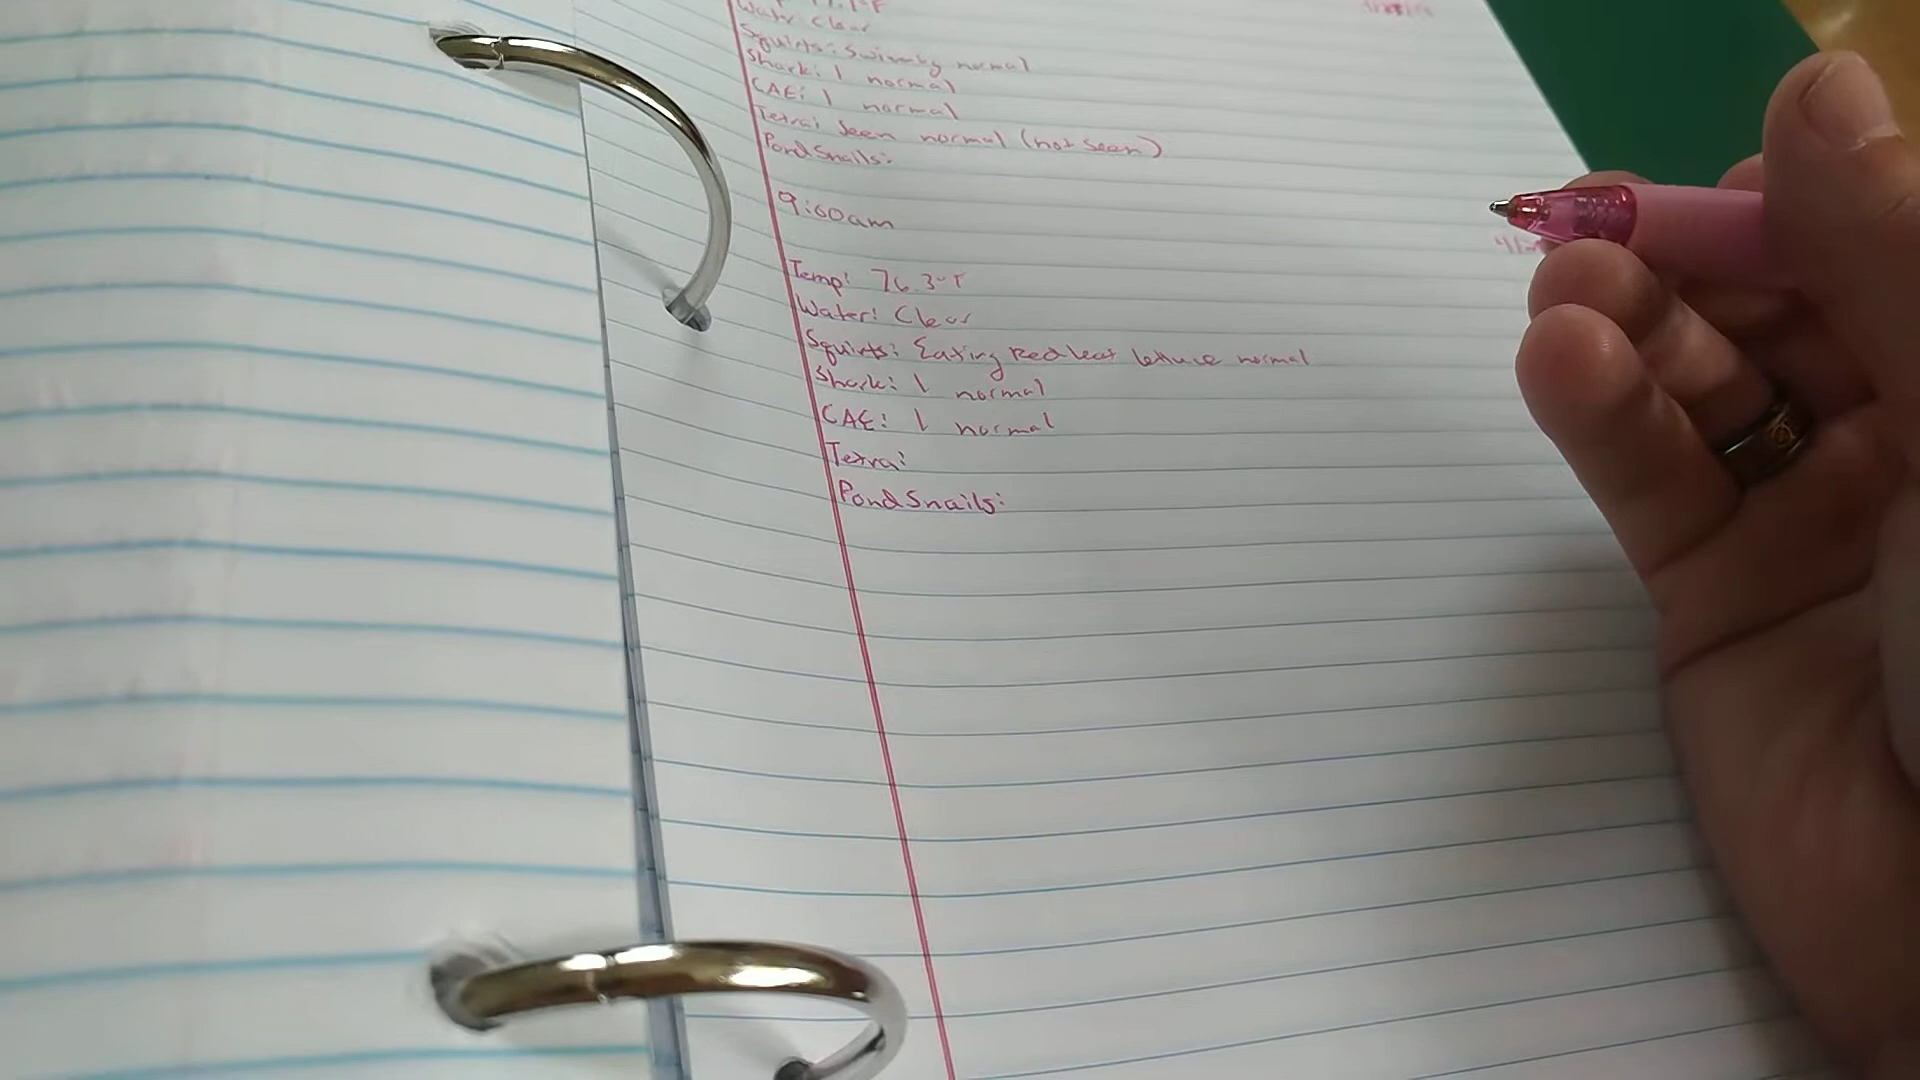 Water Clear
Squirts: Swimming normal
Shark: 1 normal
CAE: 1 normal
Tetra: Seen normal (not seen)
Pond Snails:
9:00am
Temp: 76.3°F
Water: Clear
Squirts: Eating Red leaf lettuce normal
Shark: 1 normal
CAE: 1 normal
Tetra:
Pond Snails: